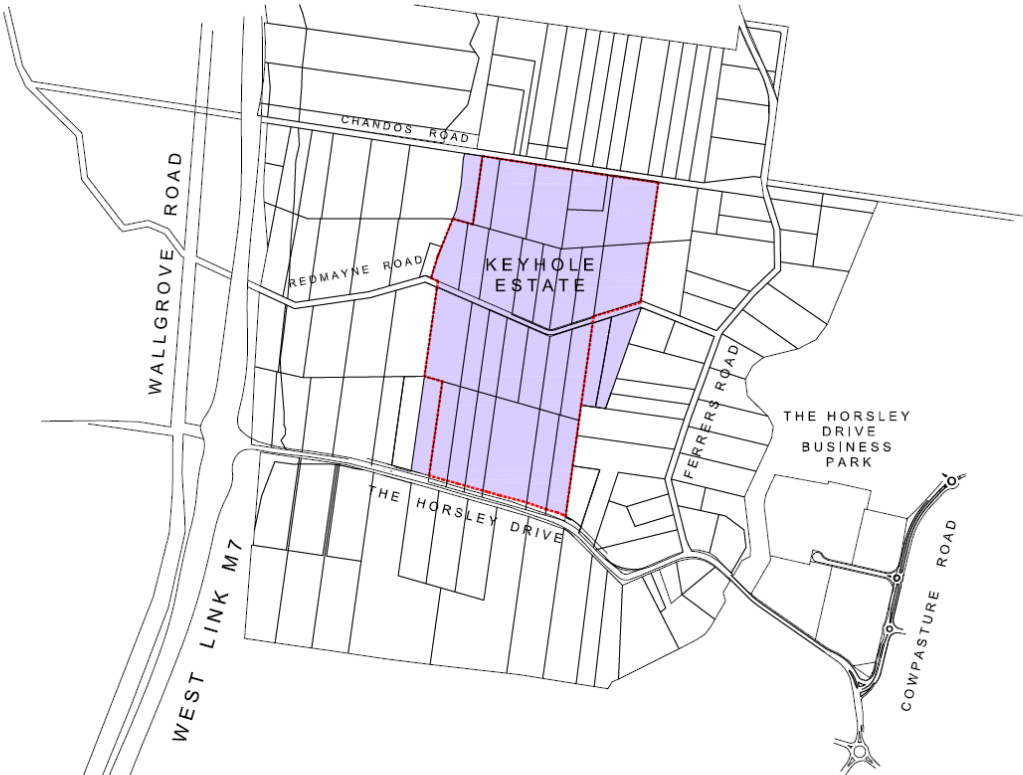 CHANDOS ROAD
WALLGROVE ROAD
REDMAYNE ROAD
KEYHOLE
ESTATE
FERRERS ROAD
THE HORSLEY
DRIVE
BUSINESS
PARK
THE HORSLEY DRIVE
WEST LINK M7
COWPASTURE ROAD